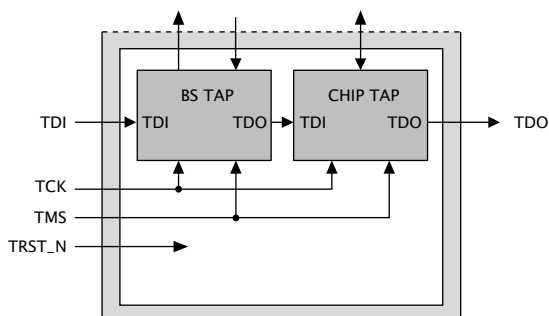 BS TAP
CHIP TAP
TDI
TDI
TDO
TDI
TDO
TDO
TCK
TMS
TRST_N